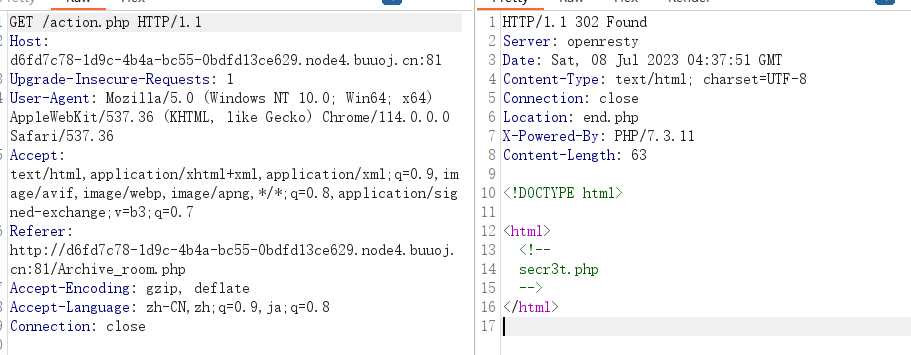 GET /action.php HTTP/1.1
Host:
d6fd7c78-1d9c-4b4a-bc55-0bdfd13ce629.node4.buuoj.cn:81
Upgrade-Insecure-Requests: 1
User-Agent: Mozilla/5.0 (Windows NT 10.0; Win64; x64)
AppleWebKit/537.36 (KHTML, like Gecko) Chrome/114.0.0.0
Safari/537.36
Accept:
text/html,application/xhtml+xml,application/xml;q=0.9,im
age/avif,image/webp,image/apng,*/*;q=0.8,application/sig
ned-exchange;v=b3;q=0.7
Referer:
http://d6fd7c78-1d9c-4b4a-bc55-0bdfd13ce629.node4.buuoj.
cn:81/Archive_room.php
Accept-Encoding: gzip, deflate
Accept-Language: zh-CN,zh;q=0.9,ja;q=0.8
Connection: close
1 HTTP/1.1 302 Found
2 Server: openresty
3 Date: Sat, 08 Jul 2023 04:37:51 GMT
4 Content-Type: text/html; charset=UTF-8
5 Connection: close
6 Location: end.php
7 X-Powered-By: PHP/7.3.11
8 Content-Length: 63
9
10 <!DOCTYPE html>
11
12 <html>
13 <!--
14 secr3t.php
15 -->
16 </html>
17